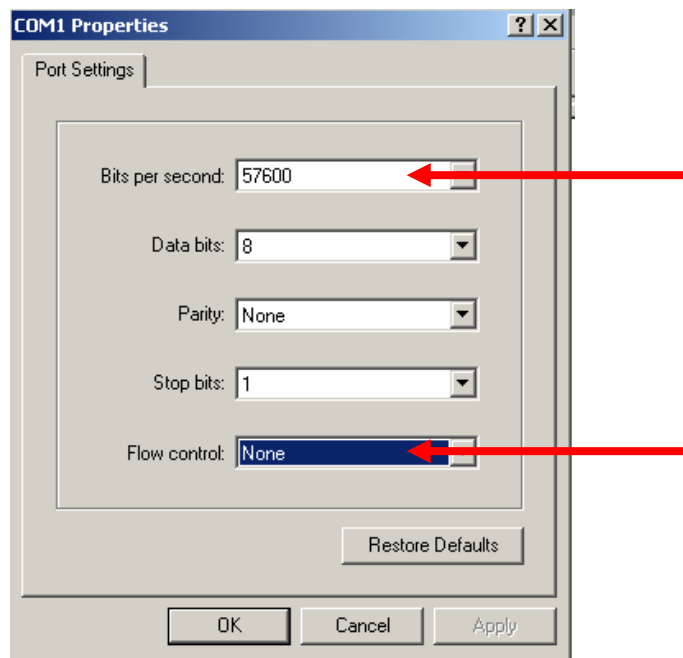 COM1 Properties
Port Settings
Bits per second: 57600
Data bits: 8
Parity: None
Stop bits: 1
Flow control: None
Restore Defaults
OK Cancel Apply